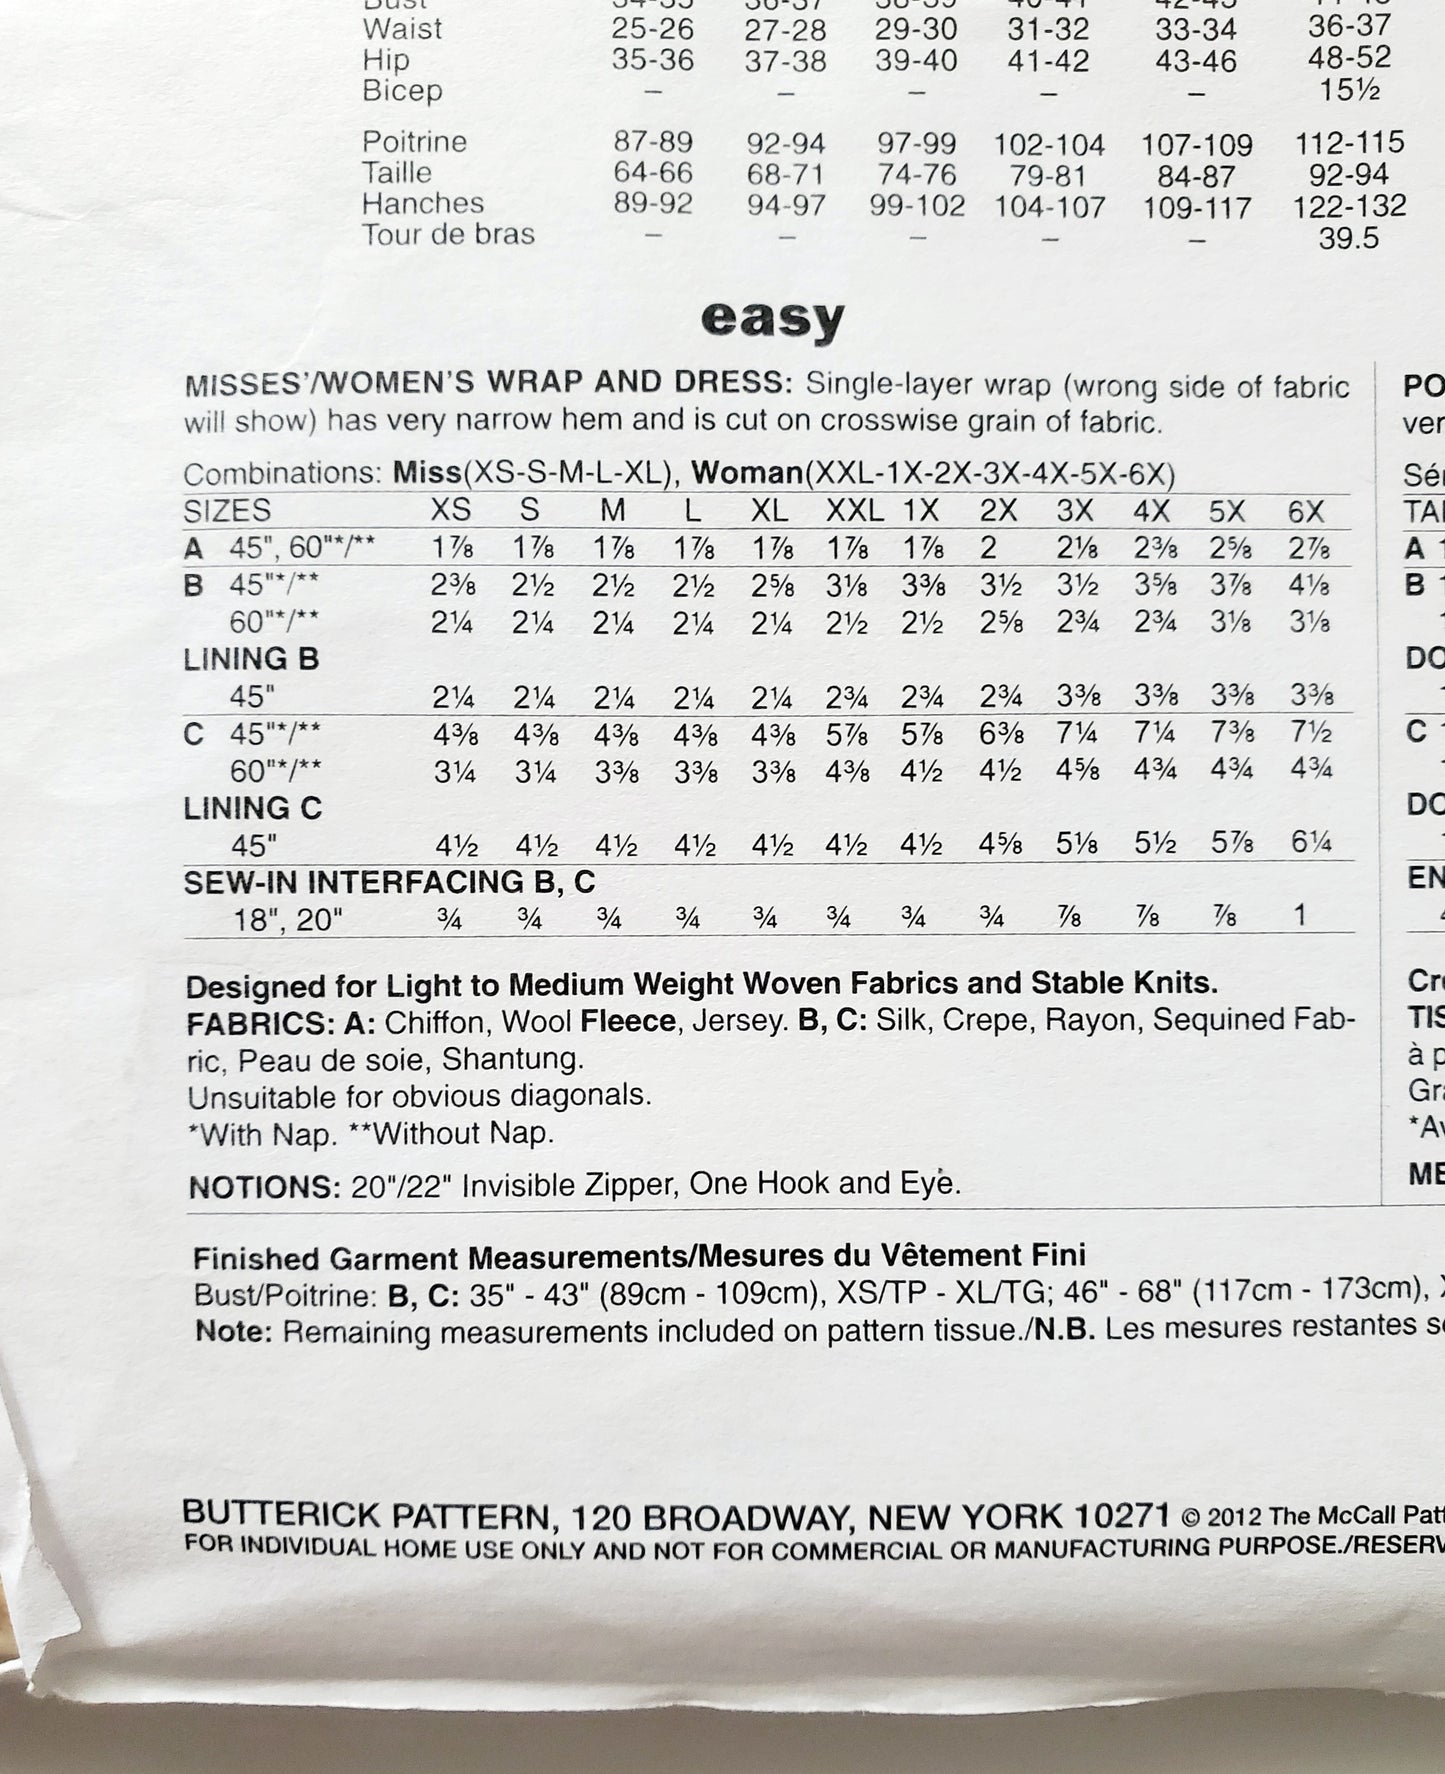 Bust 34-35 36-37 38-39 40-41 42-43
Waist 25-26 27-28 29-30 31-32 33-34 36-37
Hip 35-36 37-38 39-40 41-42 43-46 48-52
Bicep – – – – – 15½
Poitrine 87-89 92-94 97-99 102-104 107-109 112-115
Taille 64-66 68-71 74-76 79-81 84-87 92-94
Hanches 89-92 94-97 99-102 104-107 109-117 122-132
Tour de bras – – – – – 39.5
easy
MISSES'/WOMEN'S WRAP AND DRESS: Single-layer wrap (wrong side of fabric
will show) has very narrow hem and is cut on crosswise grain of fabric.
Combinations: Miss(XS-S-M-L-XL), Woman(XXL-1X-2X-3X-4X-5X-6X)
SIZES XS S M L XL XXL 1X 2X 3X 4X 5X 6X
A 45", 60"*/** 1⅞ 1⅞ 1⅞ 1⅞ 1⅞ 1⅞ 1⅞ 2 2⅛ 2⅜ 2⅝ 2⅞
B 45"*/** 2⅜ 2½ 2½ 2½ 2⅝ 3⅛ 3⅜ 3½ 3½ 3⅝ 3⅞ 4⅛
60"*/** 2¼ 2¼ 2¼ 2¼ 2¼ 2½ 2½ 2⅝ 2¾ 2¾ 3⅛ 3⅛
LINING B
45" 2¼ 2¼ 2¼ 2¼ 2¼ 2¾ 2¾ 2¾ 3⅜ 3⅜ 3⅜ 3⅜
C 45"*/** 4⅜ 4⅜ 4⅜ 4⅜ 4⅜ 5⅞ 5⅞ 6⅜ 7¼ 7¼ 7⅜ 7½
60"*/** 3¼ 3¼ 3⅜ 3⅜ 3⅜ 4⅜ 4½ 4½ 4⅝ 4¾ 4¾ 4¾
LINING C
45" 4½ 4½ 4½ 4½ 4½ 4½ 4½ 4⅝ 5⅛ 5½ 5⅞ 6¼
SEW-IN INTERFACING B, C
18", 20" ¾ ¾ ¾ ¾ ¾ ¾ ¾ ¾ ⅞ ⅞ ⅞ 1
Designed for Light to Medium Weight Woven Fabrics and Stable Knits.
FABRICS: A: Chiffon, Wool Fleece, Jersey. B, C: Silk, Crepe, Rayon, Sequined Fab-
ric, Peau de soie, Shantung.
Unsuitable for obvious diagonals.
*With Nap. **Without Nap.
NOTIONS: 20"/22" Invisible Zipper, One Hook and Eye.
A
B
C
à
Finished Garment Measurements/Mesures du Vêtement Fini
Bust/Poitrine: B, C: 35" - 43" (89cm - 109cm), XS/TP - XL/TG; 46" - 68" (117cm - 173cm),
Note: Remaining measurements included on pattern tissue./N.B. Les mesures restantes
BUTTERICK PATTERN, 120 BROADWAY, NEW YORK 10271 © 2012 The McCall Patt
FOR INDIVIDUAL HOME USE ONLY AND NOT FOR COMMERCIAL OR MANUFACTURING PURPOSE./RESERV